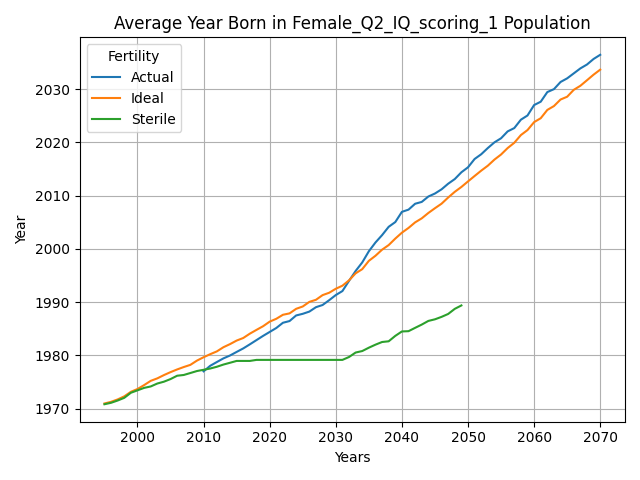 Average Year Born in Female_Q2_IQ_scoring_1 Population
Fertility
Actual
Ideal
Sterile
Year
2030
2020
2010
2000
1990
1980
1970
2000 2010 2020 2030 2040 2050 2060 2070
Years